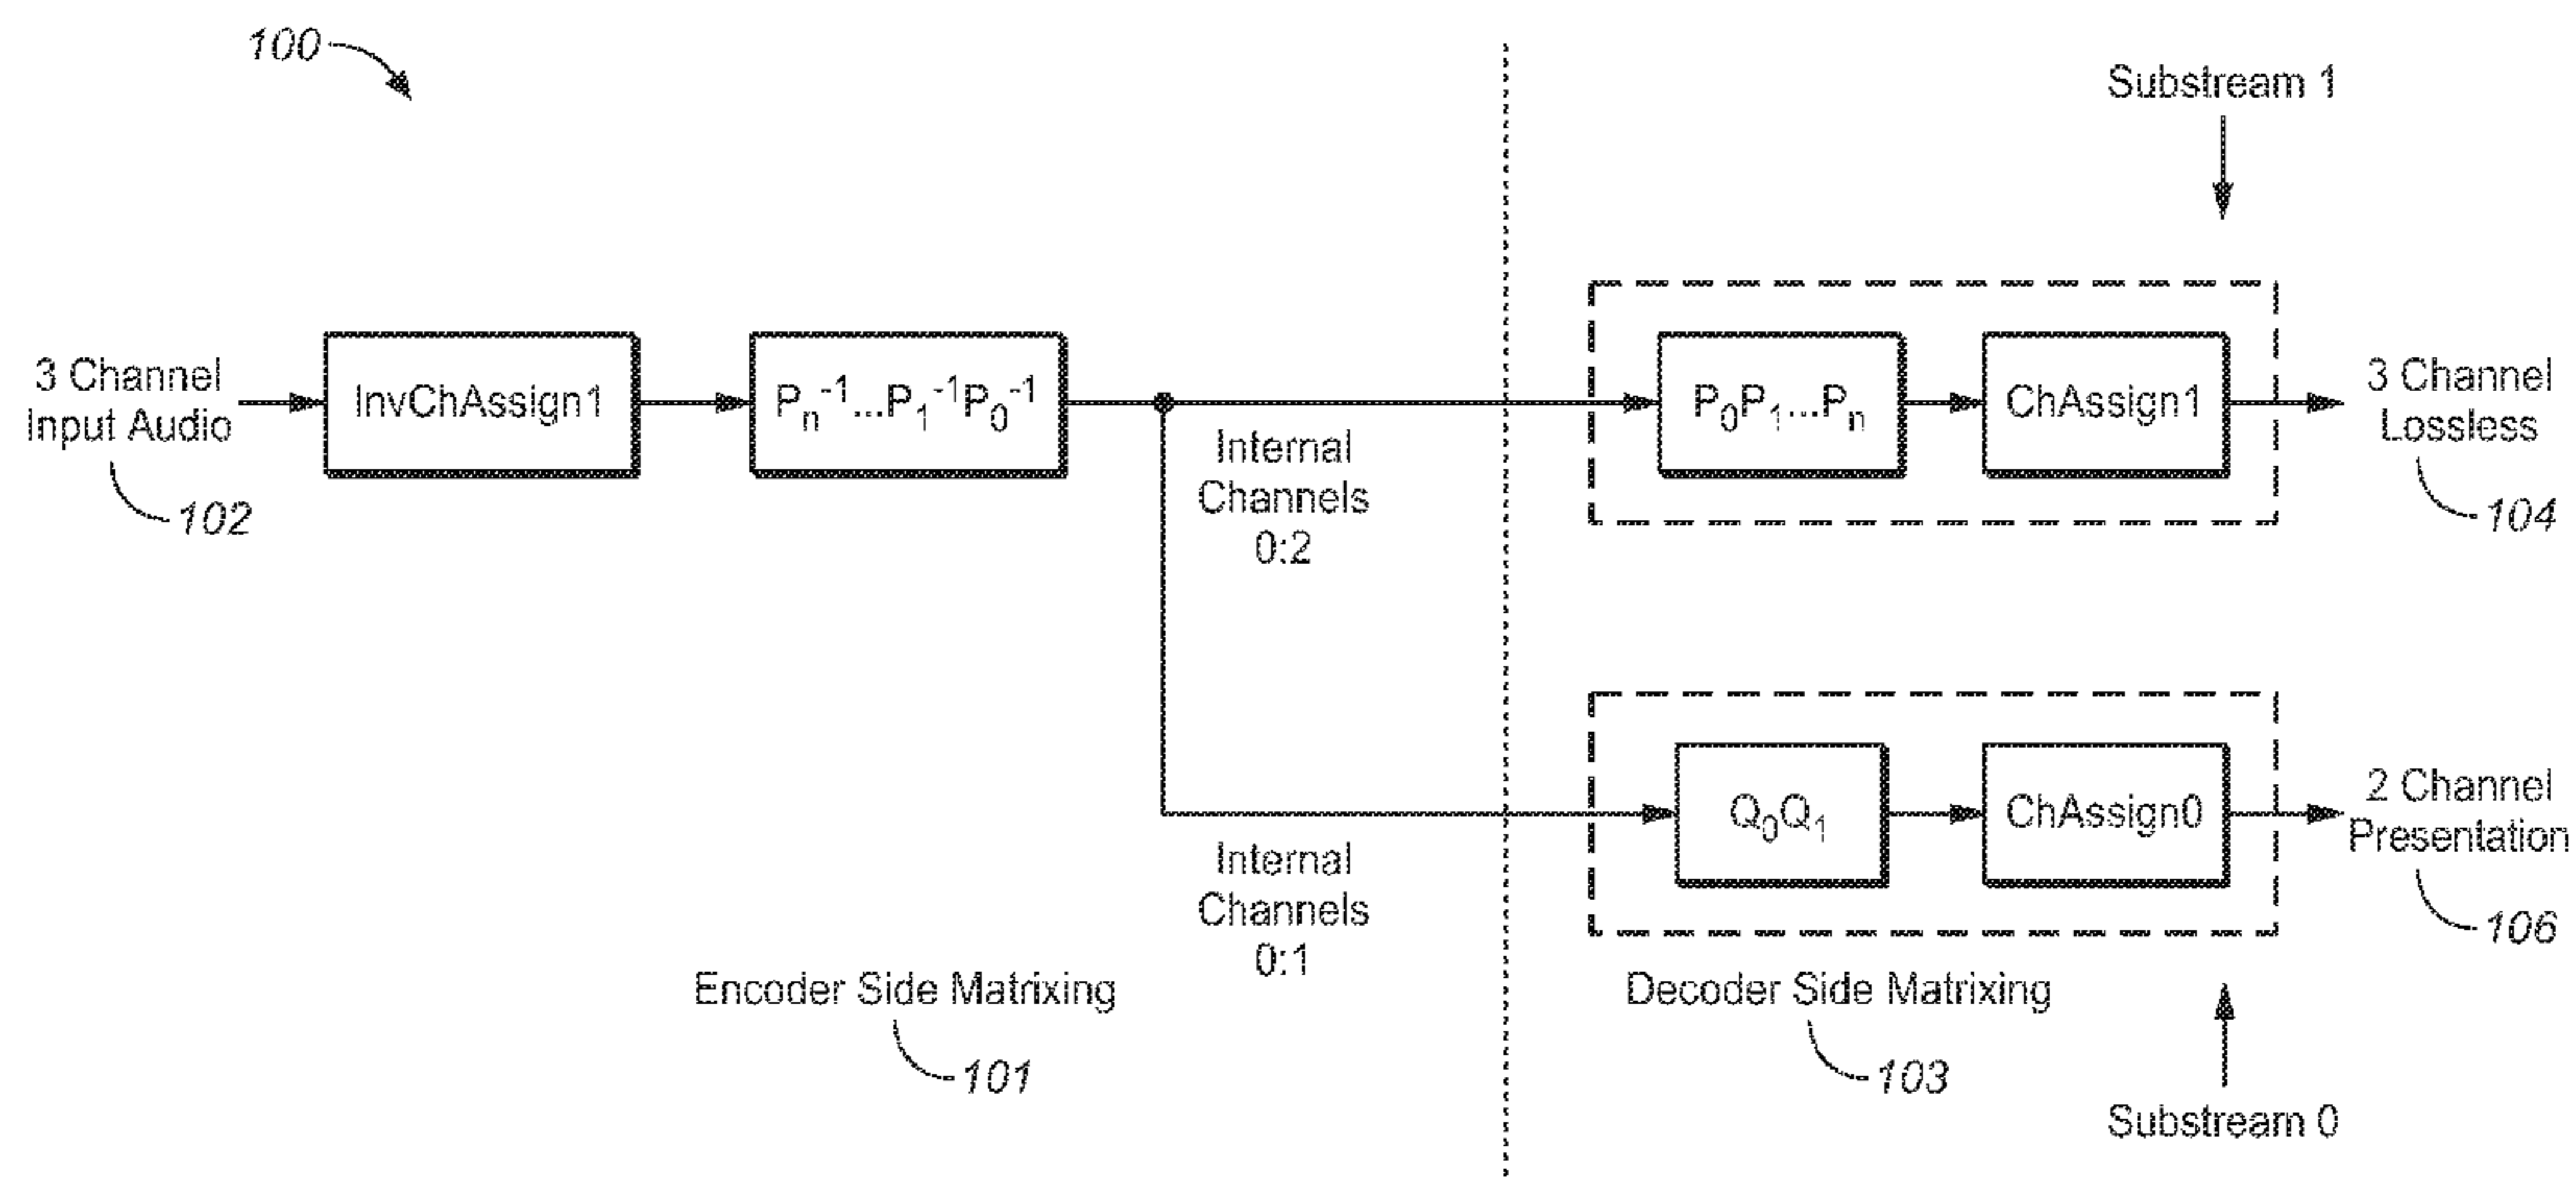 100
Substream 1
3 Channel
Input Audio
102
InvChAssign1
Pₙ⁻¹...P₁⁻¹P₀⁻¹
Internal
Channels
0:2
P₀P₁...Pₙ
ChAssign1
3 Channel
Lossless
104
Internal
Channels
0:1
Q₀Q₁
ChAssign0
2 Channel
Presentation
106
Encoder Side Matrixing
101
Decoder Side Matrixing
103
Substream 0